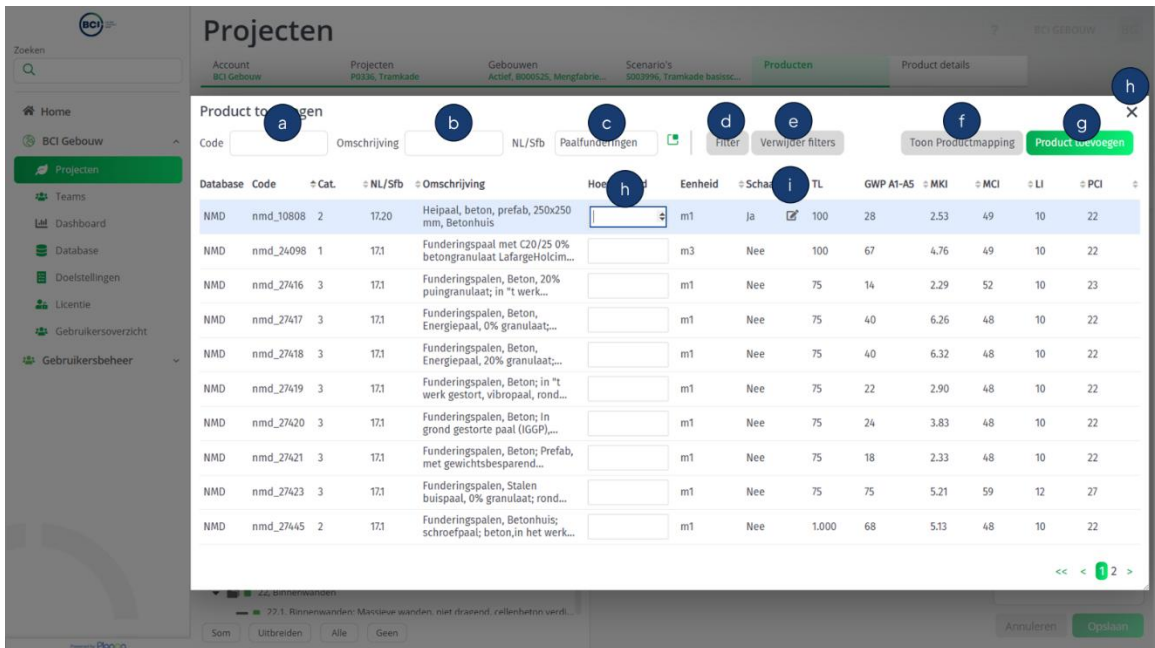 BCI
Projecten
?
BCI GEBOUW
Zoeken
Account
BCI Gebouw
Projecten
P0336, Tramkade
Gebouwen
Actief, B000525, Mengfabrie...
Scenario's
S003996, Tramkade basissc...
Producten
Product details
Home
BCI Gebouw
Projecten
Teams
Dashboard
Database
Doelstellingen
Licentie
Gebruikersoverzicht
Gebruikersbeheer
h
a b c d e f g
Code Omschrijving NL/Sfb Paalfunderingen Filter Verwijder filters Toon Productmapping Product toevoegen
Database Code Cat. NL/Sfb Omschrijving h Eenheid i TL GWP A1-A5 MKI MCI LI PCI
NMD nmd_10808 2 17.20 Heipaal, beton, prefab, 250x250
mm, Betonhuis m1 Ja 100 28 2.53 49 10 22
NMD nmd_24098 1 17.1 Funderingspaal met C20/25 0%
betongranulaat LafargeHolcim... m3 Nee 100 67 4.76 49 10 22
NMD nmd_27416 3 17.1 Funderingspalen, Beton, 20%
puingranulaat; in "t werk... m1 Nee 75 14 2.29 52 10 23
NMD nmd_27417 3 17.1 Funderingspalen, Beton,
Energiepaal, 0% granulaat;... m1 Nee 75 40 6.26 48 10 22
NMD nmd_27418 3 17.1 Funderingspalen, Beton,
Energiepaal, 20% granulaat;... m1 Nee 75 40 6.32 48 10 22
NMD nmd_27419 3 17.1 Funderingspalen, Beton; in "t
werk gestort, vibropaal, rond... m1 Nee 75 22 2.90 48 10 22
NMD nmd_27420 3 17.1 Funderingspalen, Beton; In
grond gestorte paal (IGGP),... m1 Nee 75 24 3.83 48 10 22
NMD nmd_27421 3 17.1 Funderingspalen, Beton; Prefab,
met gewichtsbesparend... m1 Nee 75 18 2.33 48 10 22
NMD nmd_27423 3 17.1 Funderingspalen, Stalen
buispaal, 0% granulaat; rond... m1 Nee 75 75 5.21 59 12 27
NMD nmd_27445 2 17.1 Funderingspalen, Betonhuis;
schroefpaal; beton,in het werk... m1 Nee 1.000 68 5.13 48 10 22
<< < 1 2 >
22, Binnenwanden
22.1, Binnenwanden; Massieve wanden, niet dragend, cellenbeton verdi...
Som Uitbreiden Alle Geen
Annuleren Opslaan